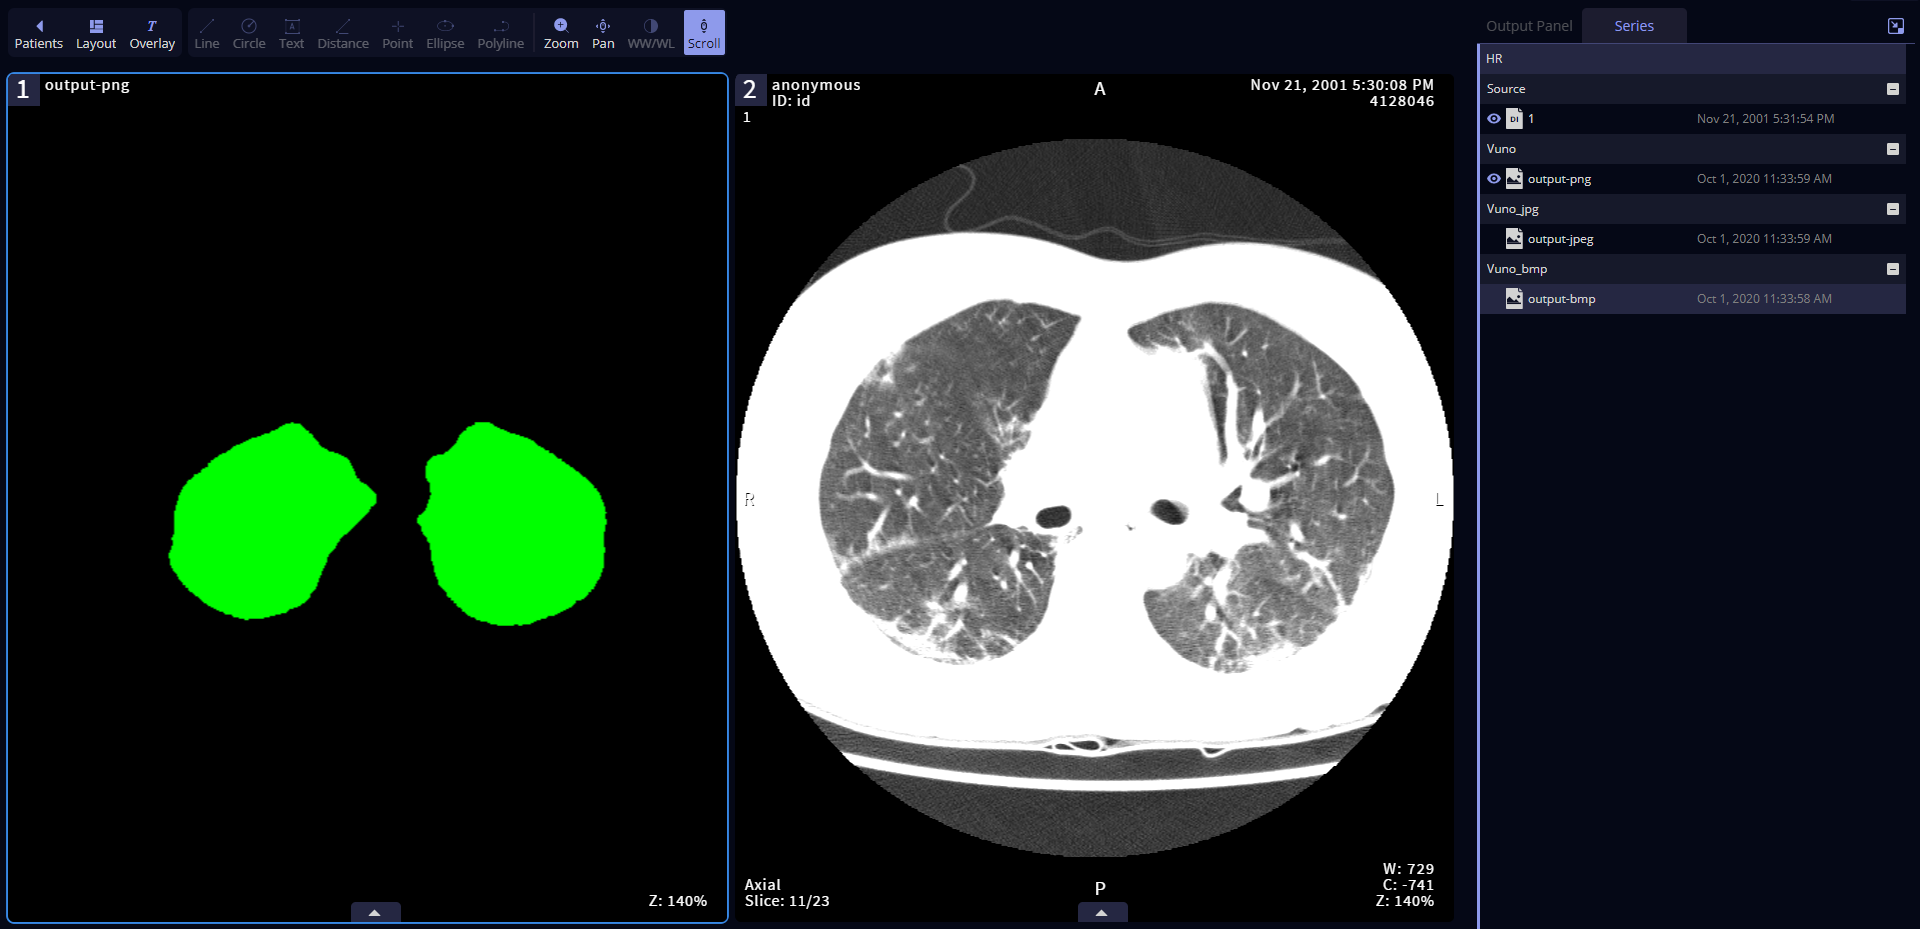 Patients Layout Overlay Line Circle Text Distance Point Ellipse Polyline Zoom Pan WW/WL Scroll
1 output-png
Z: 140%
2 anonymous
ID: id
1
A
Nov 21, 2001 5:30:08 PM
4128046
R
L
Axial
Slice: 11/23
P
W: 729
C: -741
Z: 140%
Output Panel Series
HR
Source
DI 1 Nov 21, 2001 5:31:54 PM
Vuno
output-png Oct 1, 2020 11:33:59 AM
Vuno_jpg
output-jpeg Oct 1, 2020 11:33:59 AM
Vuno_bmp
output-bmp Oct 1, 2020 11:33:58 AM